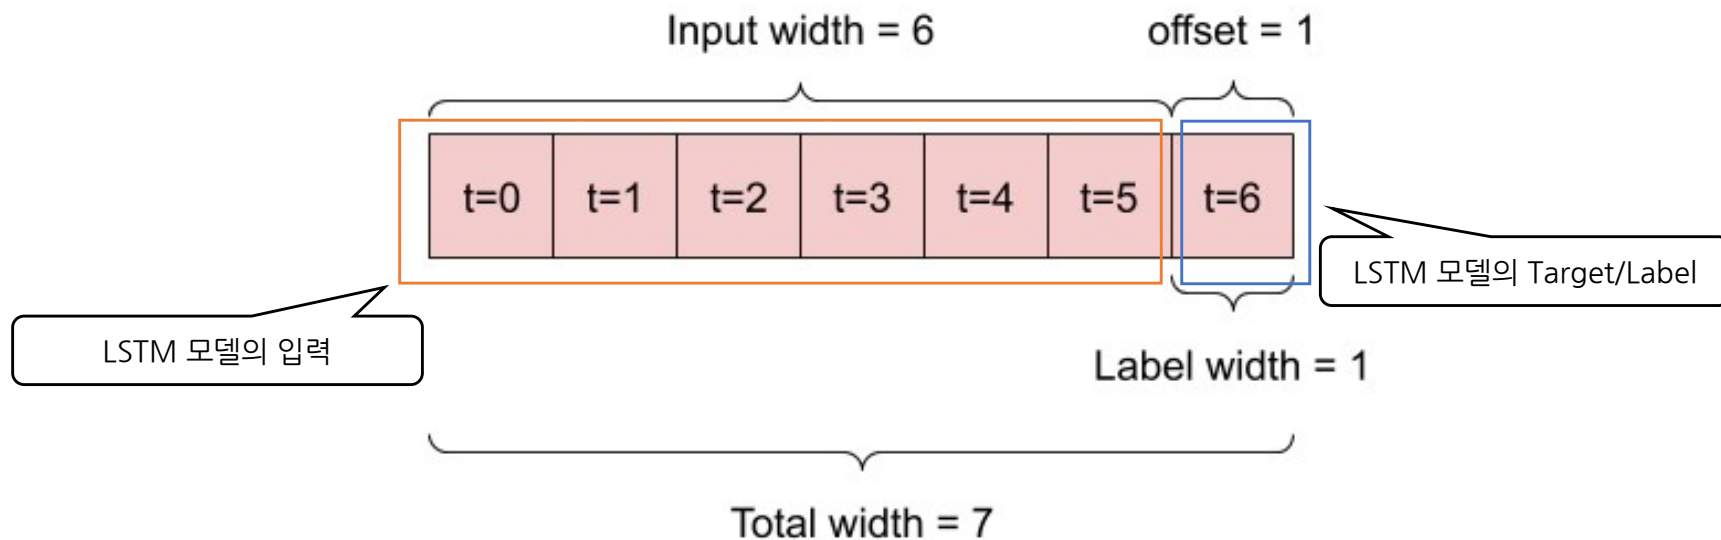 Input width = 6
offset = 1
t=0
t=1
t=2
t=3
t=4
t=5
t=6
LSTM 모델의 Target/Label
LSTM 모델의 입력
Label width = 1
Total width = 7